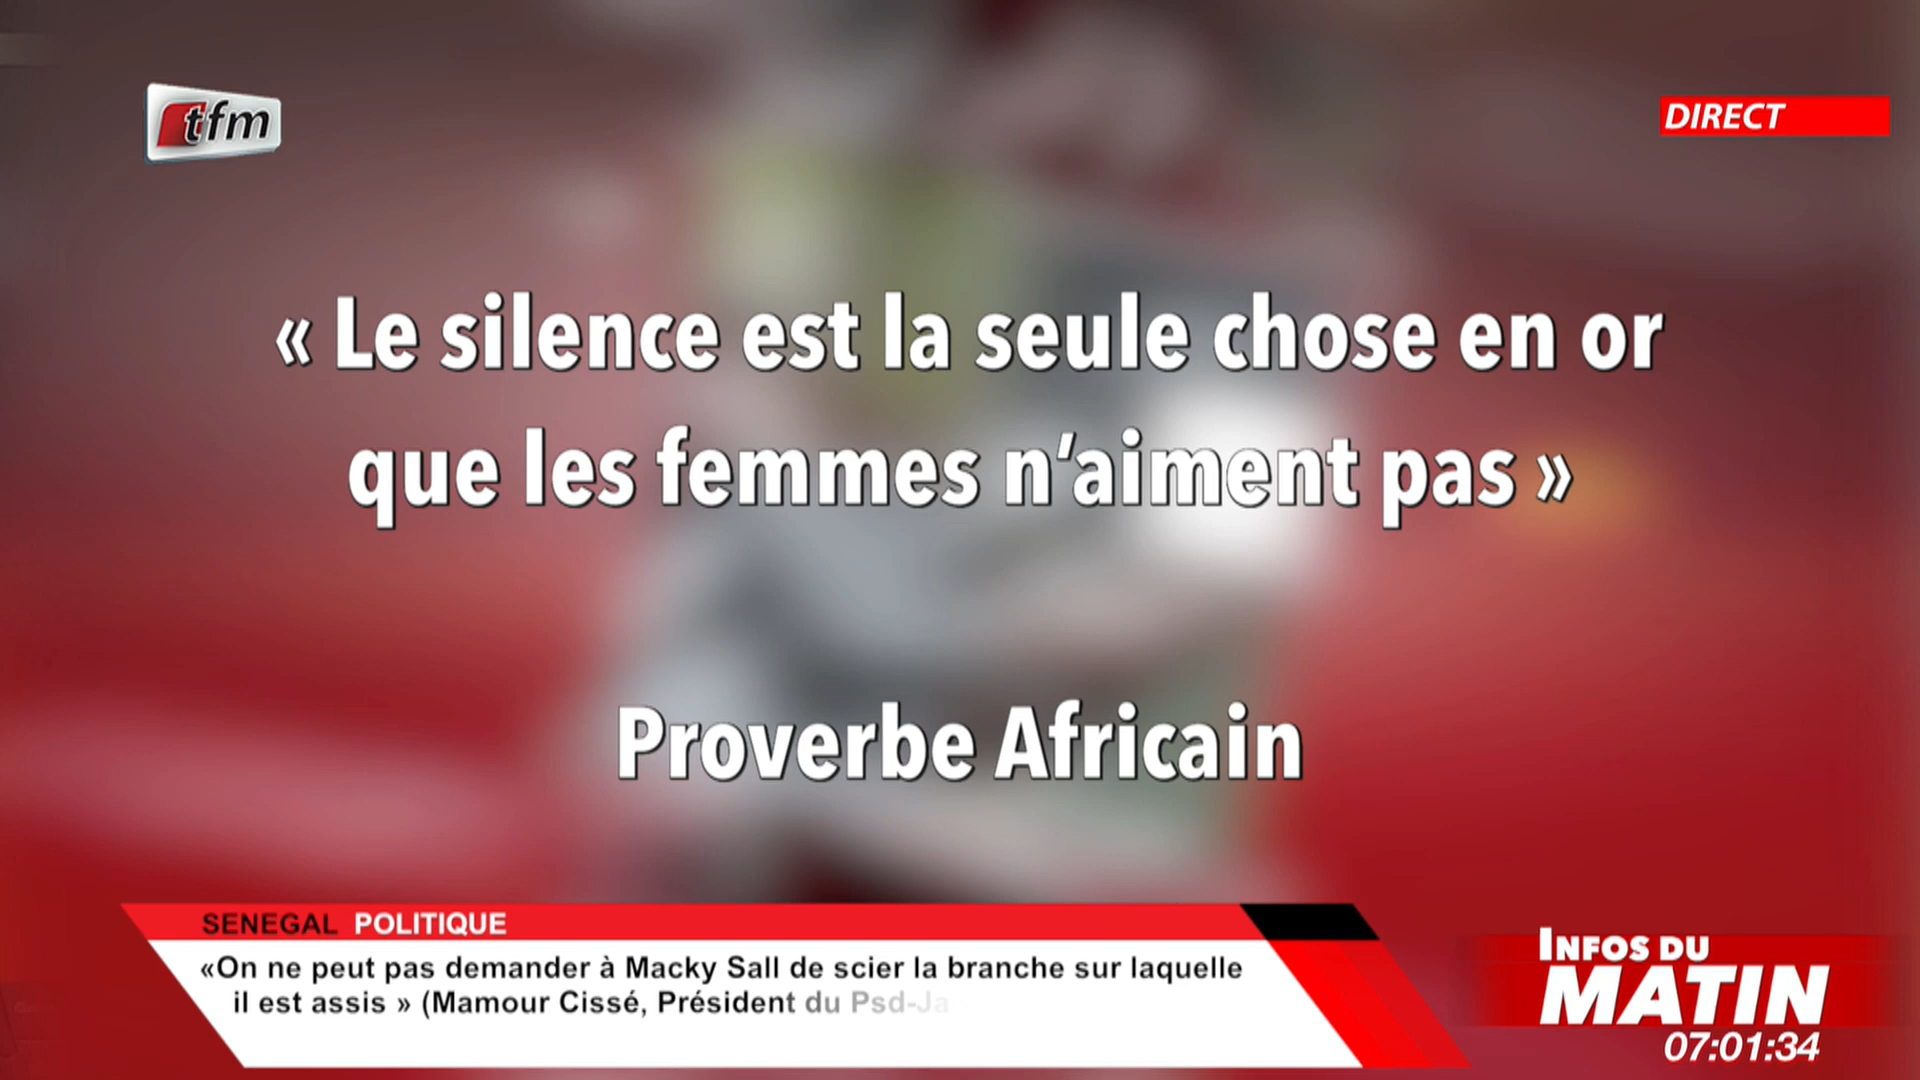 tfm
DIRECT
« Le silence est la seule chose en or
que les femmes n’aiment pas »
Proverbe Africain
SENEGAL POLITIQUE
«On ne peut pas demander à Macky Sall de scier la branche sur laquelle
il est assis » (Mamour Cissé, Président du Psd-Ja
INFOS DU
MATIN
07:01:34